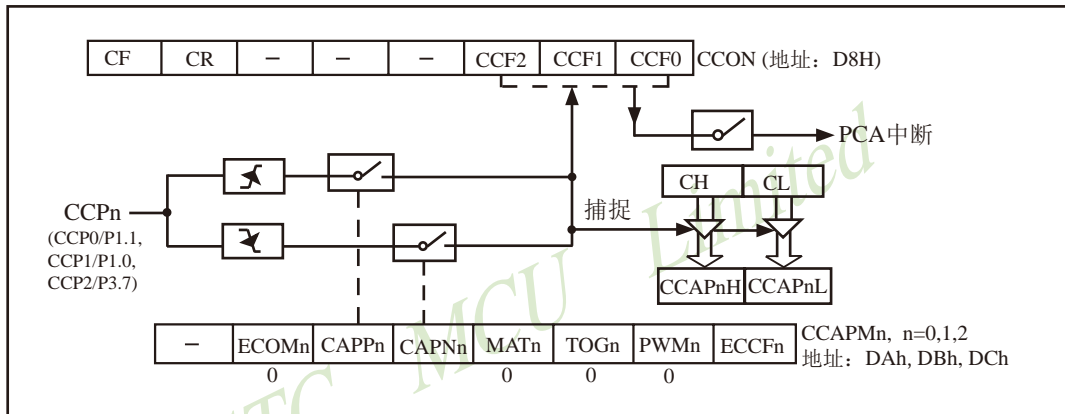 CF CR – – – CCF2 CCF1 CCF0 CCON (地址：D8H)
PCA中断
CH CL
捕捉
CCPn
(CCP0/P1.1,
CCP1/P1.0,
CCP2/P3.7)
CCAPnH CCAPnL
– ECOMn CAPPn CAPNn MATn TOGn PWMn ECCFn
CCAPMn, n=0,1,2
地址：DAh, DBh, DCh
0 0 0 0
MCU Limited